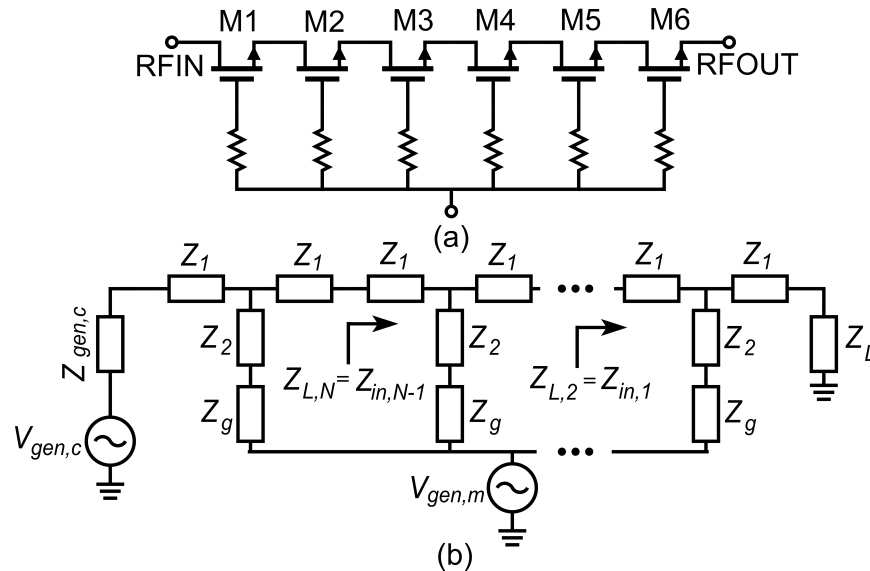 M1 M2 M3 M4 M5 M6
RFIN RFOUT
(a)
Z1 Z1 Z1 Z1 Z1 Z1
Zgen,c Z2 Z2 Z2 ZL
ZL,N=Zin,N-1 ZL,2=Zin,1
Zg Zg Zg
Vgen,c
Vgen,m
(b)